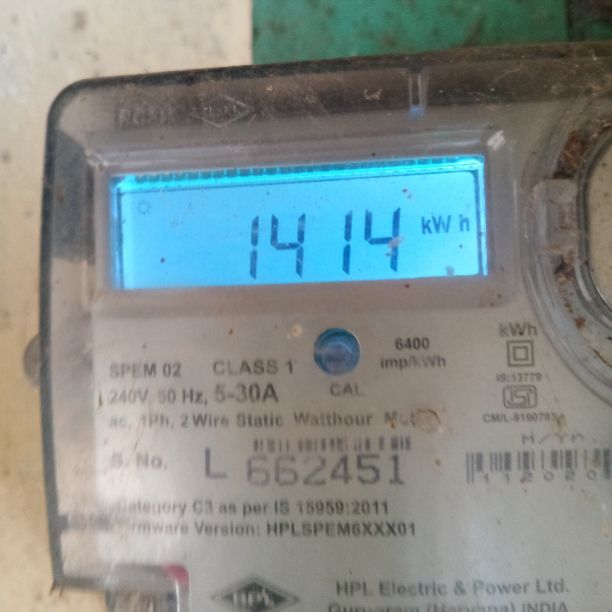 1414 kWh
kWh
6400
imp/kWh
SPEM 02 CLASS 1
CAL
IS:13779
240V, 50 Hz, 5-30A
ac, 1Ph, 2 Wire Static Watthour
M/Yr.
S. No. L 662451
112020
Category C3 as per IS 15959:2011
Firmware Version: HPLSPEM6XXX01
HPL
HPL Electric & Power Ltd.
INDIA